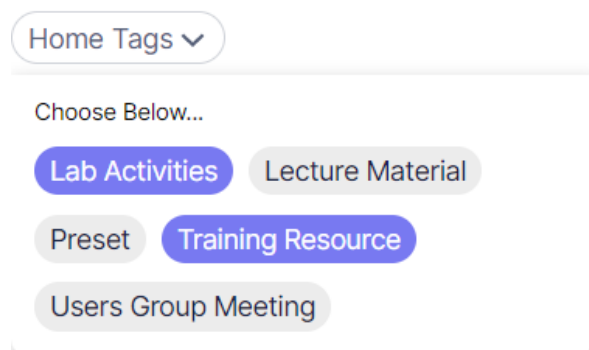 Home Tags
Choose Below...
Lab Activities Lecture Material
Preset Training Resource
Users Group Meeting